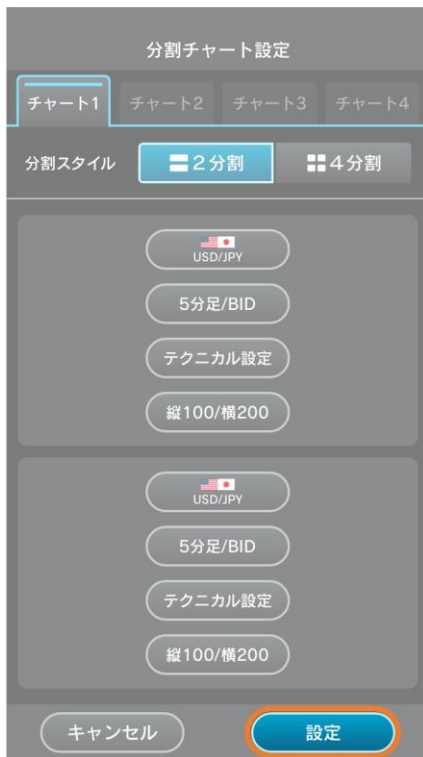 分割チャート設定
チャート1 チャート2 チャート3 チャート4
分割スタイル 2分割 4分割
USD/JPY
5分足/BID
テクニカル設定
縦100/横200
USD/JPY
5分足/BID
テクニカル設定
縦100/横200
キャンセル 設定